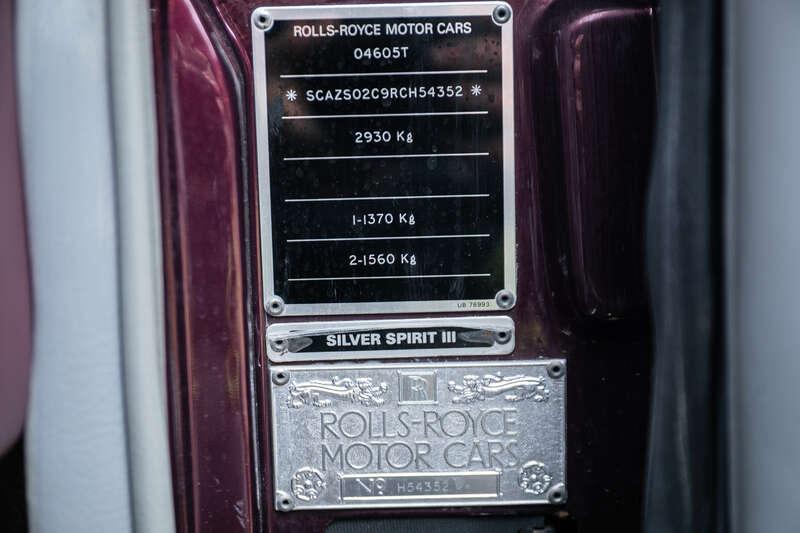 ROLLS-ROYCE MOTOR CARS
04605T
* SCAZS02C9RCH54352 *
2930 Kg
1-1370 Kg
2-1560 Kg
UB 76993
SILVER SPIRIT III
RR
ROLLS-ROYCE
MOTOR CARS
Nº H54352